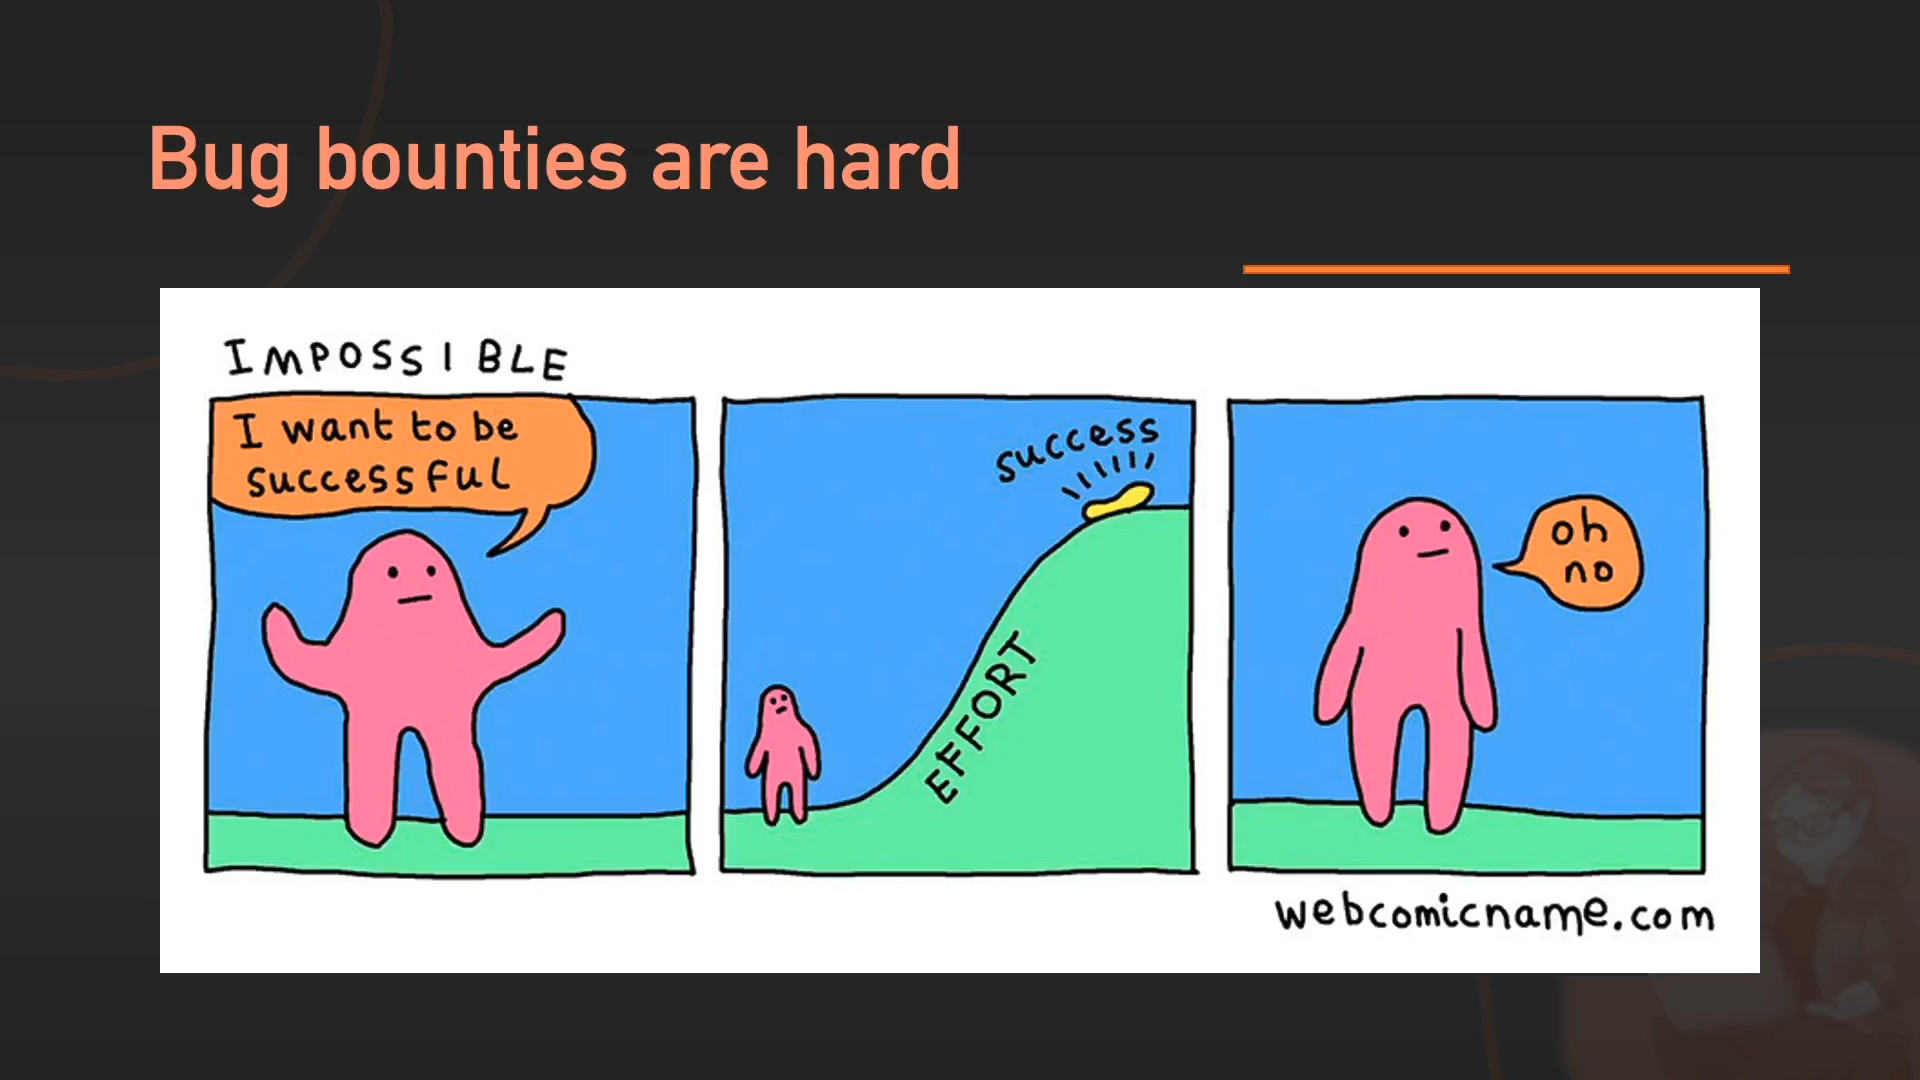 Bug bounties are hard
IMPOSSIBLE
I want to be
successful
success
EFFORT
oh
no
webcomicname.com